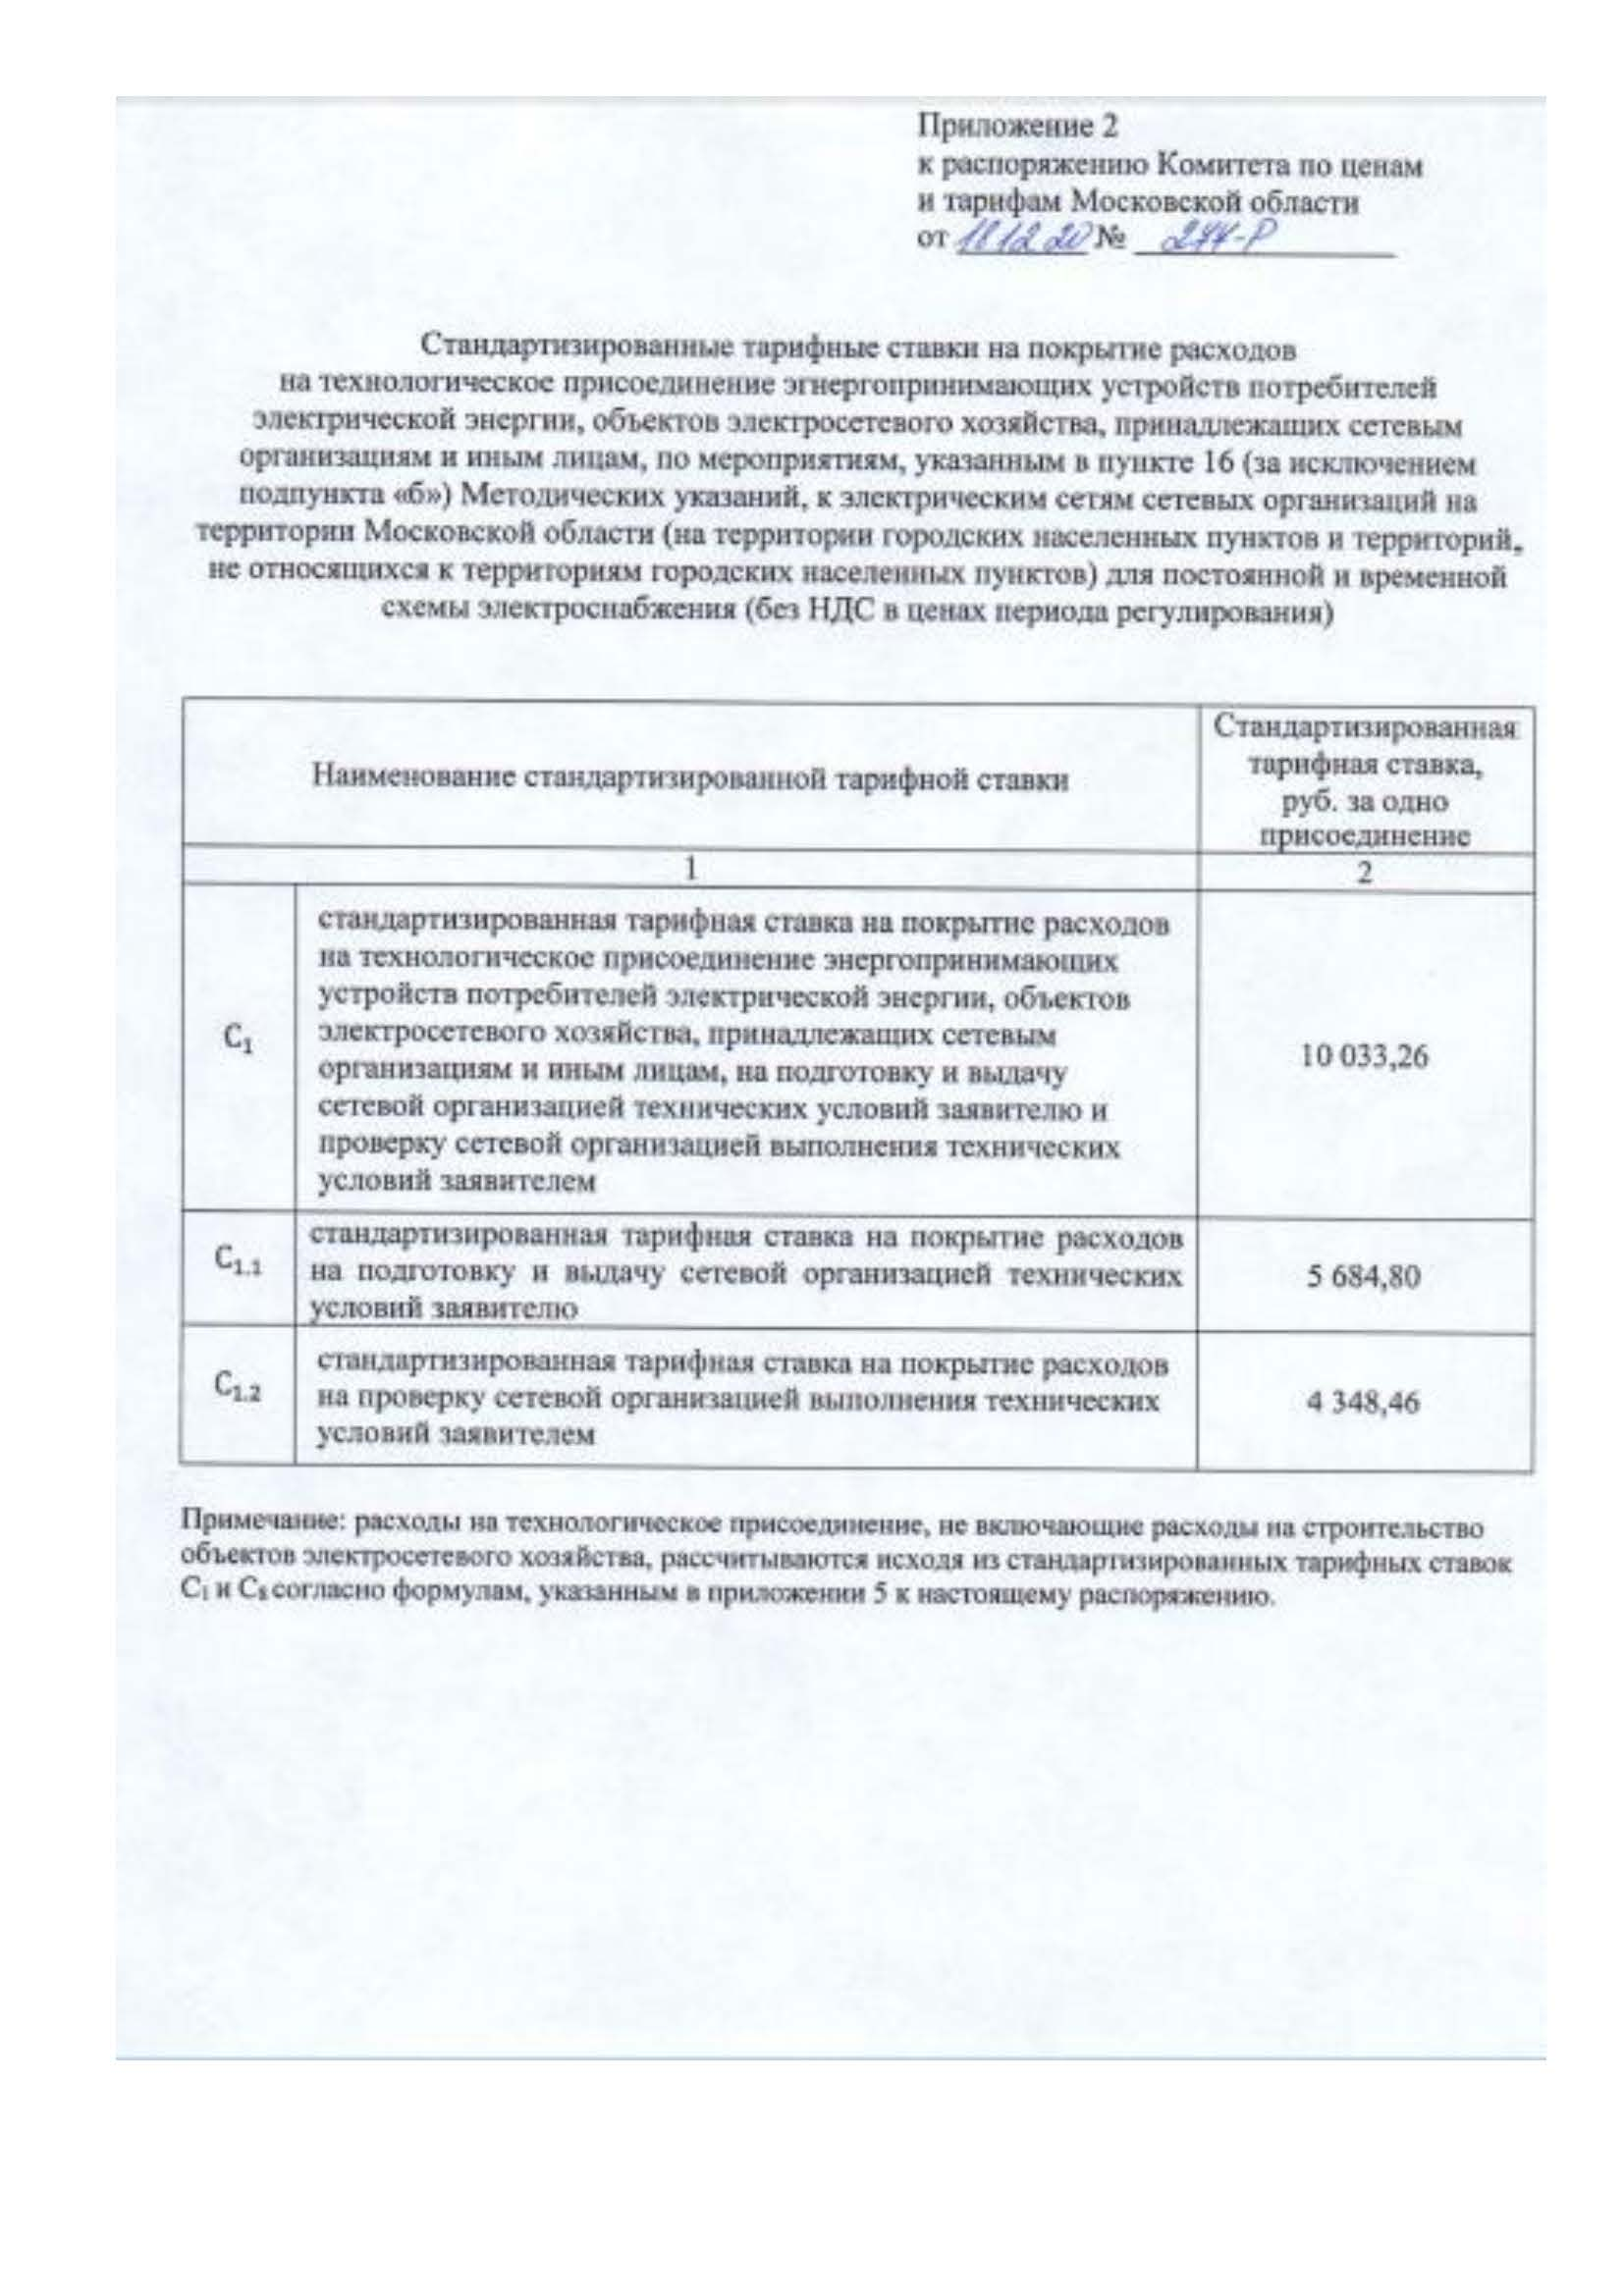 Приложение 2
к распоряжению Комитета по ценам
и тарифам Московской области
от 18 12 20 № 244-Р
Стандартизированные тарифные ставки на покрытие расходов
на технологическое присоединение эгнергопринимающих устройств потребителей
электрической энергии, объектов электросетевого хозяйства, принадлежащих сетевым
организациям и иным лицам, по мероприятиям, указанным в пункте 16 (за исключением
подпункта «б») Методических указаний, к электрическим сетям сетевых организаций на
территории Московской области (на территории городских населенных пунктов и территорий,
не относящихся к территориям городских населенных пунктов) для постоянной и временной
схемы электроснабжения (без НДС в ценах периода регулирования)
Наименование стандартизированной тарифной ставки
Стандартизированная
тарифная ставка,
руб. за одно
присоединение
1
2
C₁
стандартизированная тарифная ставка на покрытие расходов
на технологическое присоединение энергопринимающих
устройств потребителей электрической энергии, объектов
электросетевого хозяйства, принадлежащих сетевым
организациям и иным лицам, на подготовку и выдачу
сетевой организацией технических условий заявителю и
проверку сетевой организацией выполнения технических
условий заявителем
10 033,26
C₁.₁
стандартизированная тарифная ставка на покрытие расходов
на подготовку и выдачу сетевой организацией технических
условий заявителю
5 684,80
C₁.₂
стандартизированная тарифная ставка на покрытие расходов
на проверку сетевой организацией выполнения технических
условий заявителем
4 348,46
Примечание: расходы на технологическое присоединение, не включающие расходы на строительство
объектов электросетевого хозяйства, рассчитываются исходя из стандартизированных тарифных ставок
С₁ и С₈ согласно формулам, указанным в приложении 5 к настоящему распоряжению.